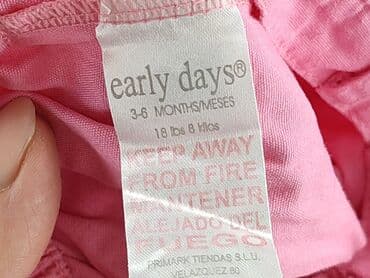 early days®
3-6 MONTHS/MESES
18 lbs 8 kilos
KEEP AWAY
FROM FIRE
MANTENER
ALEJADO DEL
FUEGO
PRIMARK TIENDAS S.L.U.
VELAZQUEZ 80